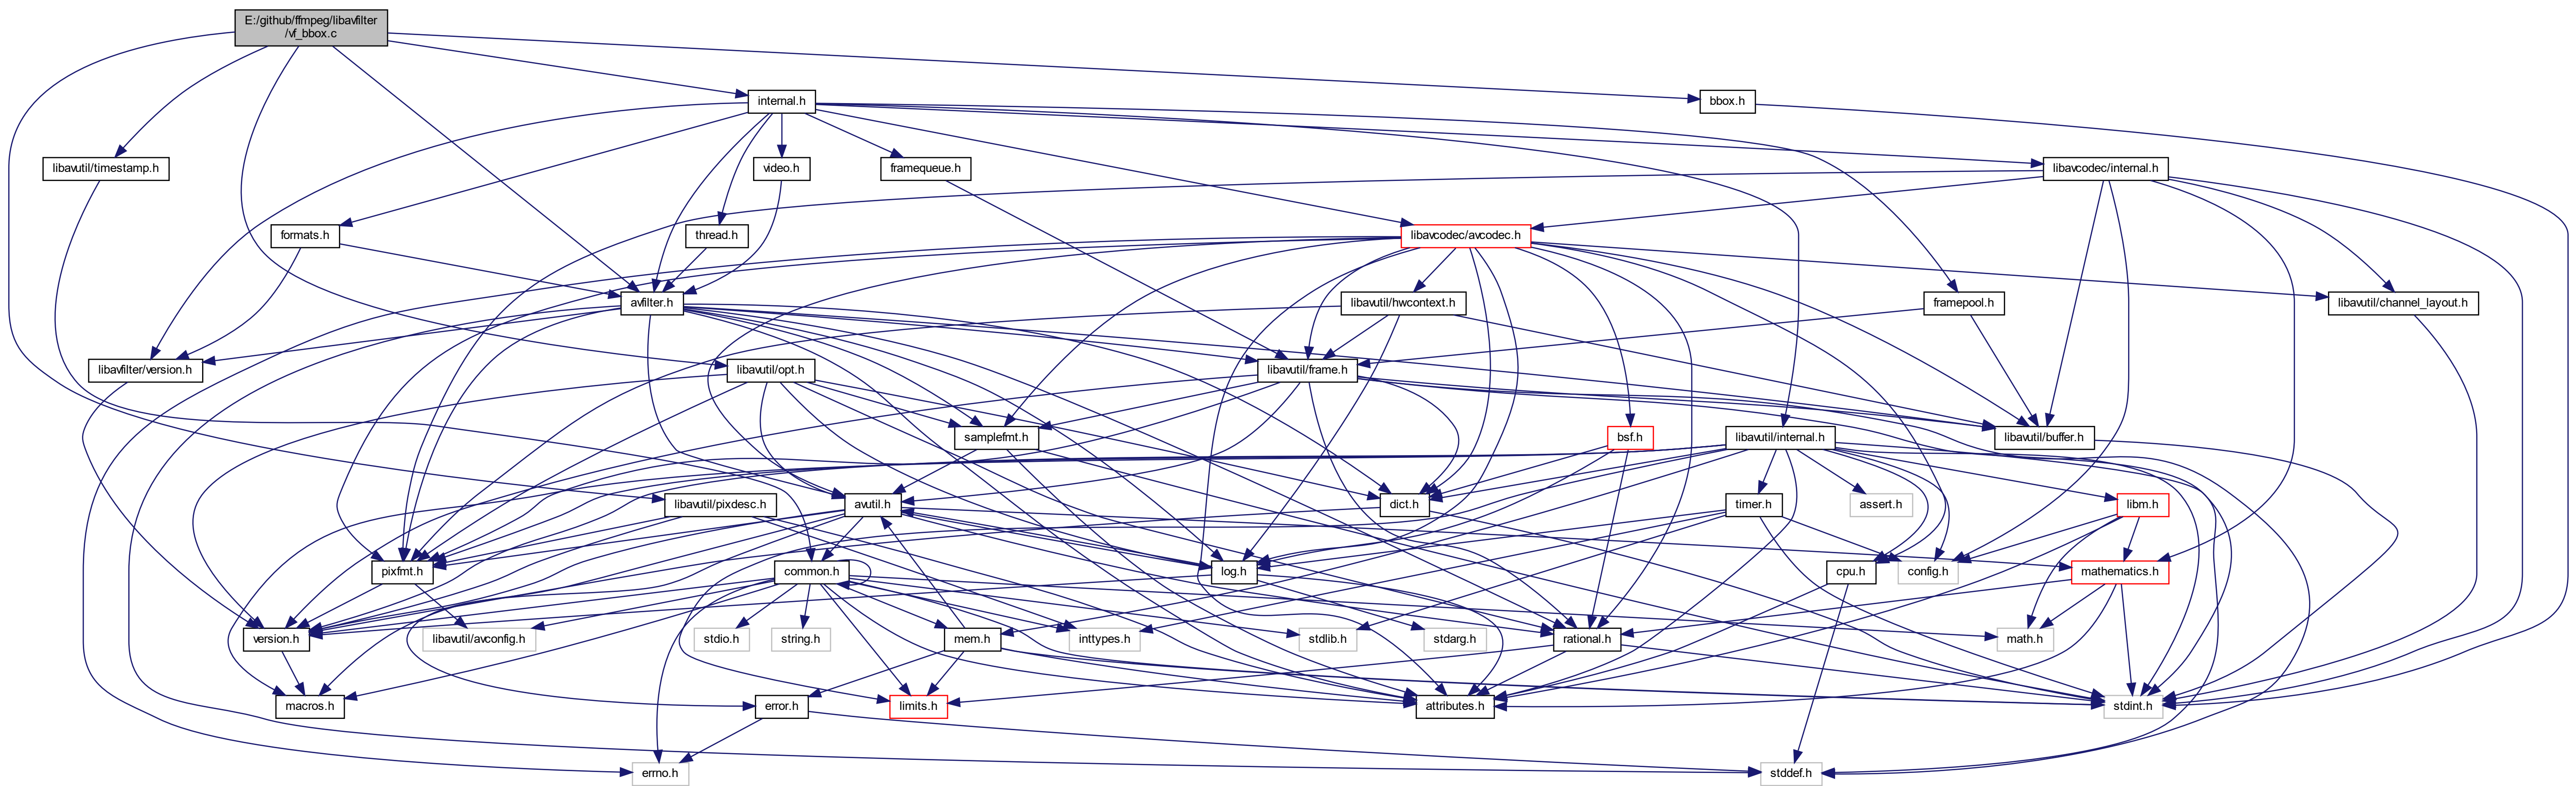 E:/github/ffmpeg/libavfilter
/vf_bbox.c
internal.h
bbox.h
libavutil/timestamp.h
video.h
framequeue.h
libavcodec/internal.h
formats.h
thread.h
libavcodec/avcodec.h
avfilter.h
libavutil/hwcontext.h
framepool.h
libavutil/channel_layout.h
libavfilter/version.h
libavutil/opt.h
libavutil/frame.h
samplefmt.h
bsf.h
libavutil/internal.h
libavutil/buffer.h
libavutil/pixdesc.h
avutil.h
dict.h
timer.h
assert.h
libm.h
pixfmt.h
common.h
log.h
cpu.h
config.h
mathematics.h
version.h
libavutil/avconfig.h
stdio.h
string.h
mem.h
inttypes.h
stdlib.h
stdarg.h
rational.h
math.h
macros.h
error.h
limits.h
attributes.h
stdint.h
errno.h
stddef.h